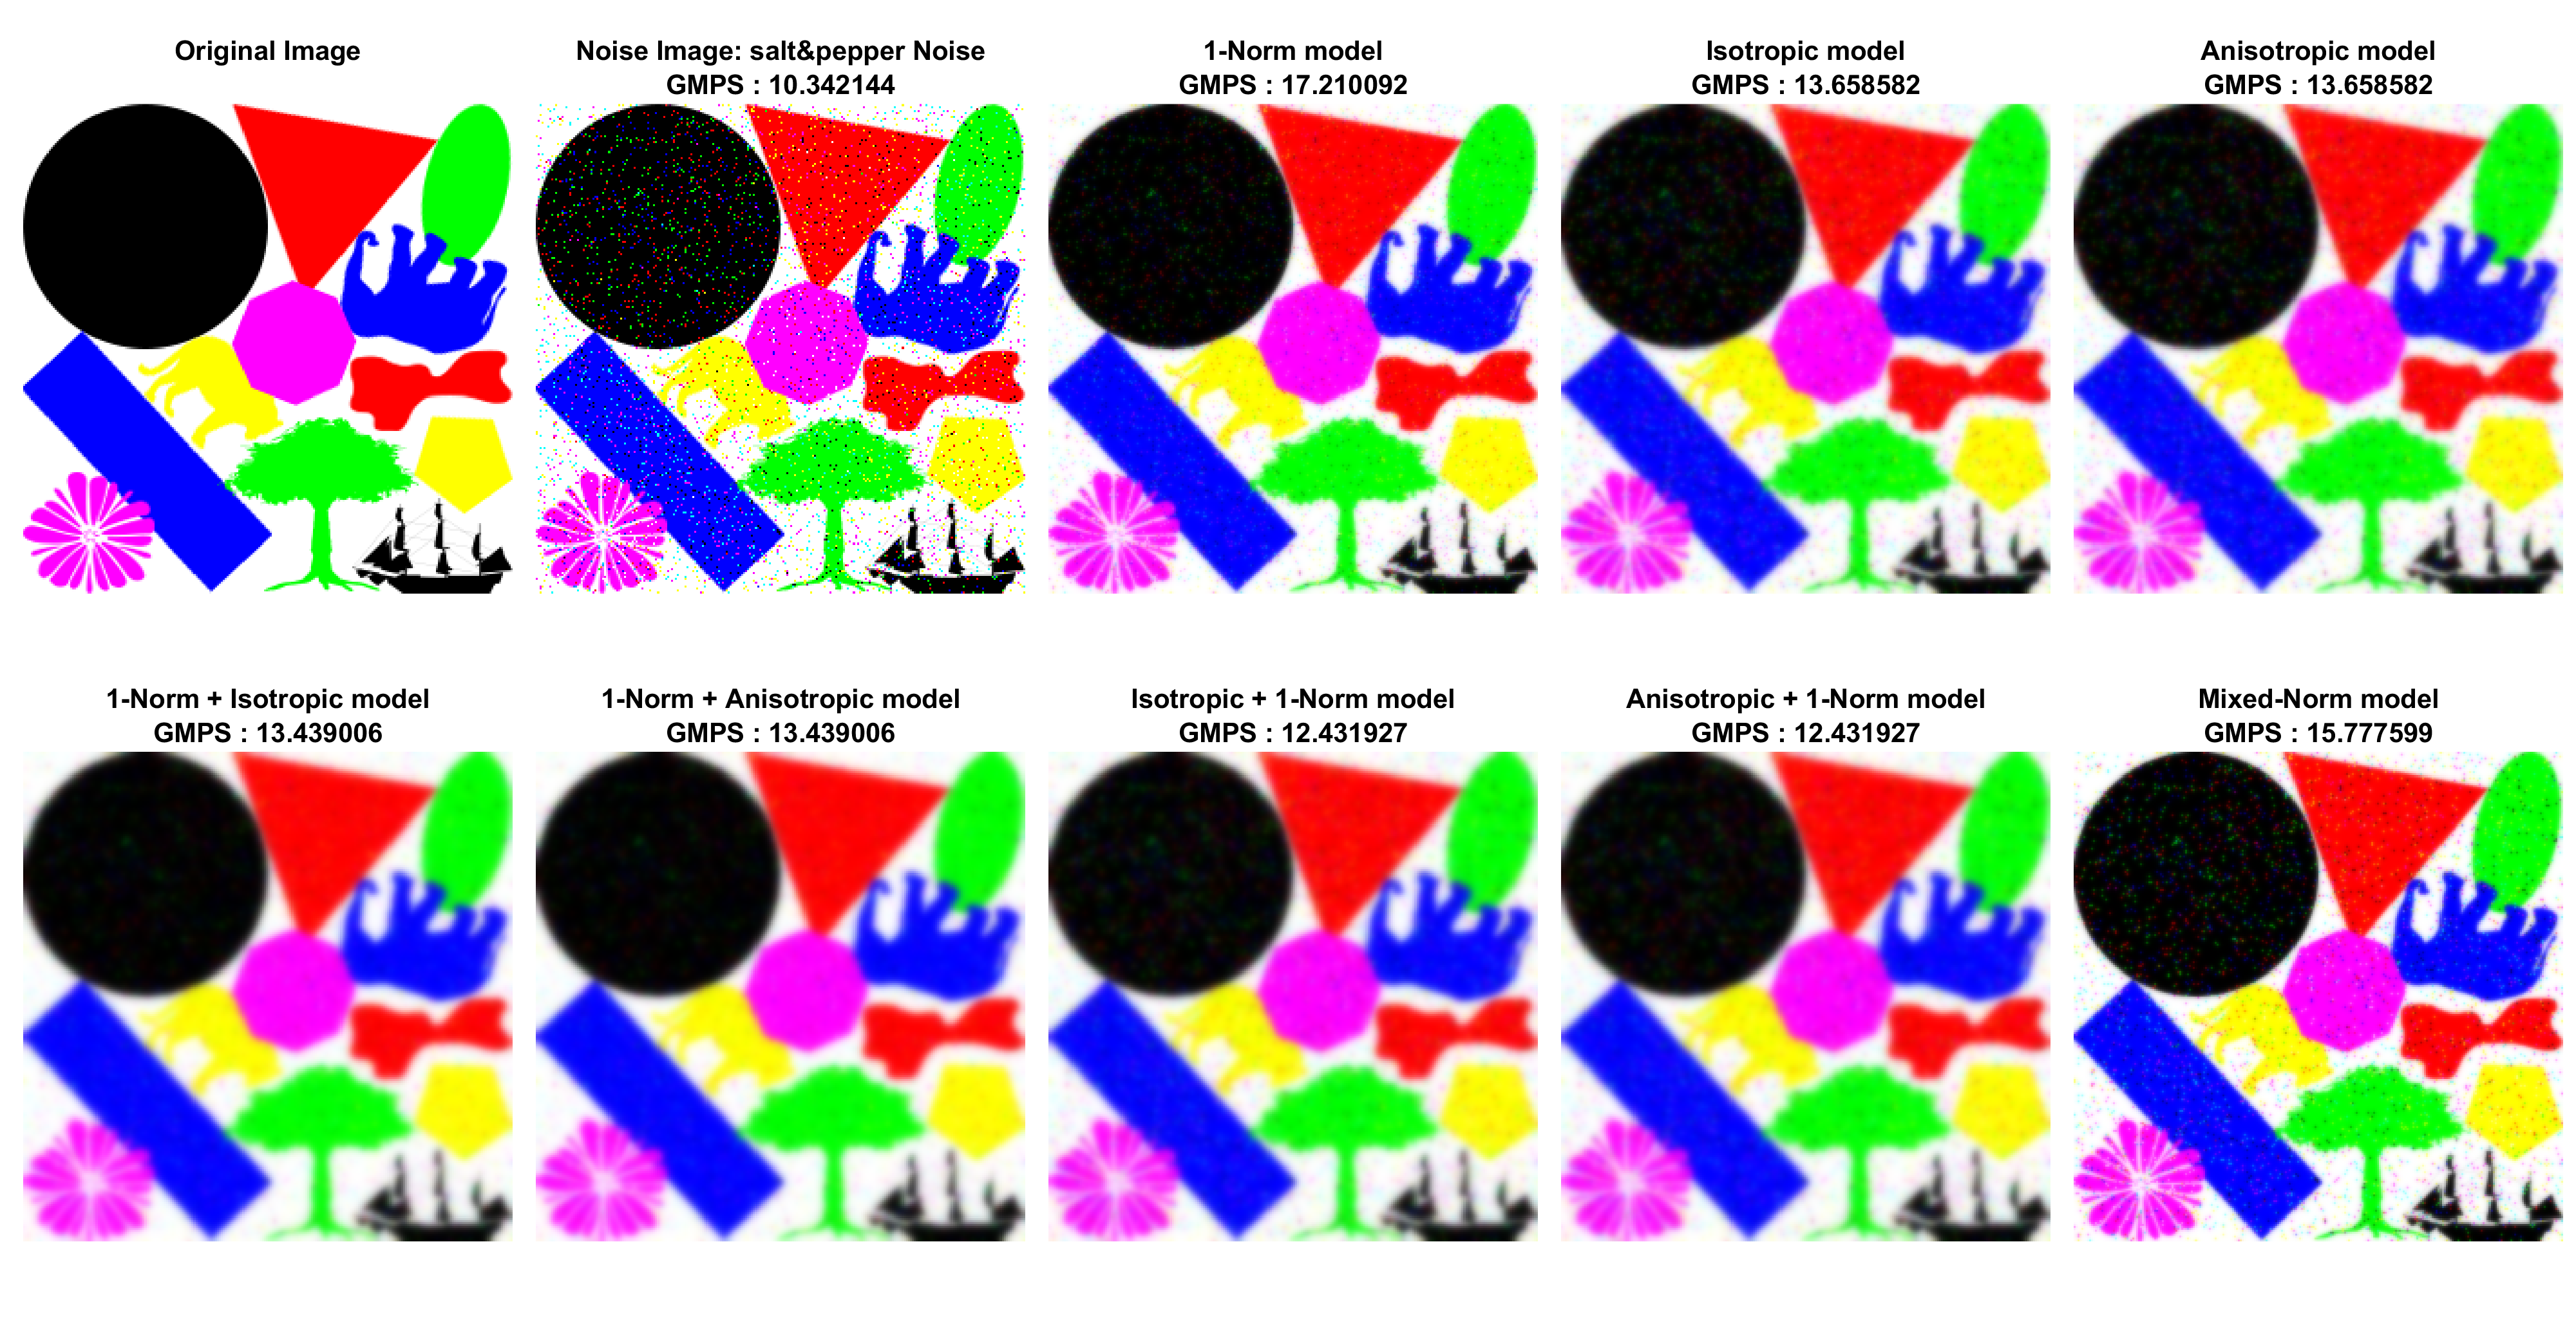 Original Image
Noise Image: salt&pepper Noise
GMPS : 10.342144
1-Norm model
GMPS : 17.210092
Isotropic model
GMPS : 13.658582
Anisotropic model
GMPS : 13.658582
1-Norm + Isotropic model
GMPS : 13.439006
1-Norm + Anisotropic model
GMPS : 13.439006
Isotropic + 1-Norm model
GMPS : 12.431927
Anisotropic + 1-Norm model
GMPS : 12.431927
Mixed-Norm model
GMPS : 15.777599